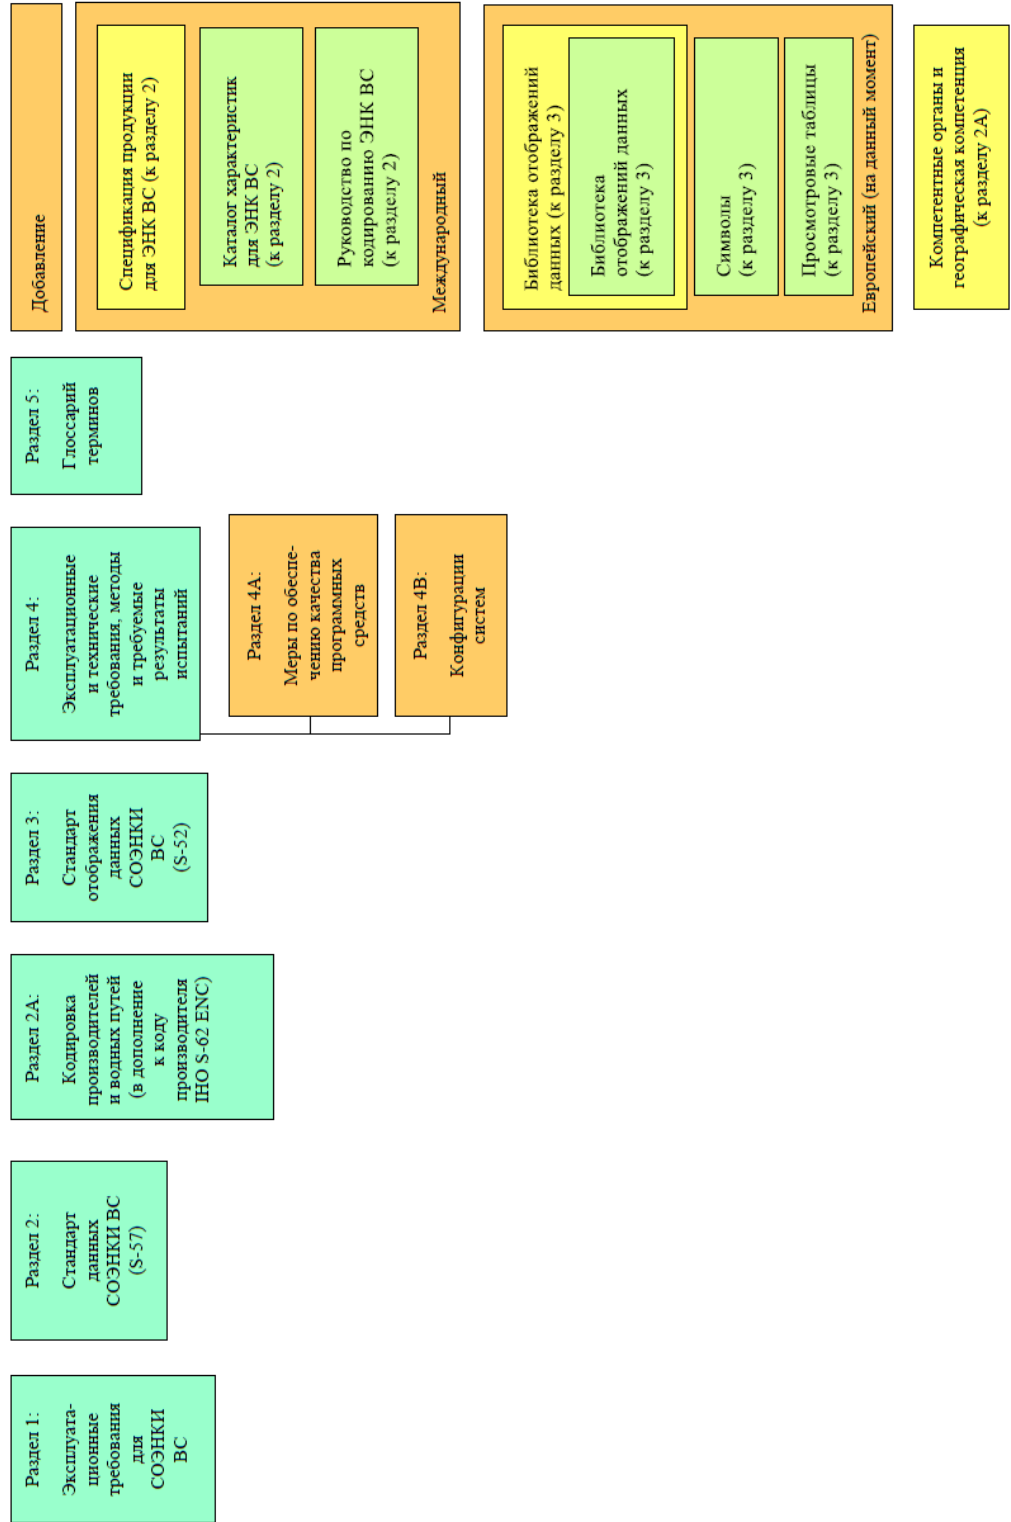 Раздел 1:
Эксплуата-
ционные
требования
для
СОЭНКИ
ВС
Раздел 2:
Стандарт
данных
СОЭНКИ ВС
(S-57)
Раздел 2A:
Кодировка
производителей
и водных путей
(в дополнение
к коду
производителя
IHO S-62 ENC)
Раздел 3:
Стандарт
отображения
данных
СОЭНКИ
ВС
(S-52)
Раздел 4:
Эксплуатационные
и технические
требования, методы
и требуемые
результаты
испытаний
Раздел 4A:
Меры по обеспе-
чению качества
программных
средств
Раздел 4B:
Конфигурации
систем
Раздел 5:
Глоссарий
терминов
Добавление
Спецификация продукции
для ЭНК ВС (к разделу 2)
Каталог характеристик
для ЭНК ВС
(к разделу 2)
Руководство по
кодированию ЭНК ВС
(к разделу 2)
Международный
Библиотека отображений
данных (к разделу 3)
Библиотека
отображений данных
(к разделу 3)
Символы
(к разделу 3)
Просмотровые таблицы
(к разделу 3)
Европейский (на данный момент)
Компетентные органы и
географическая компетенция
(к разделу 2A)